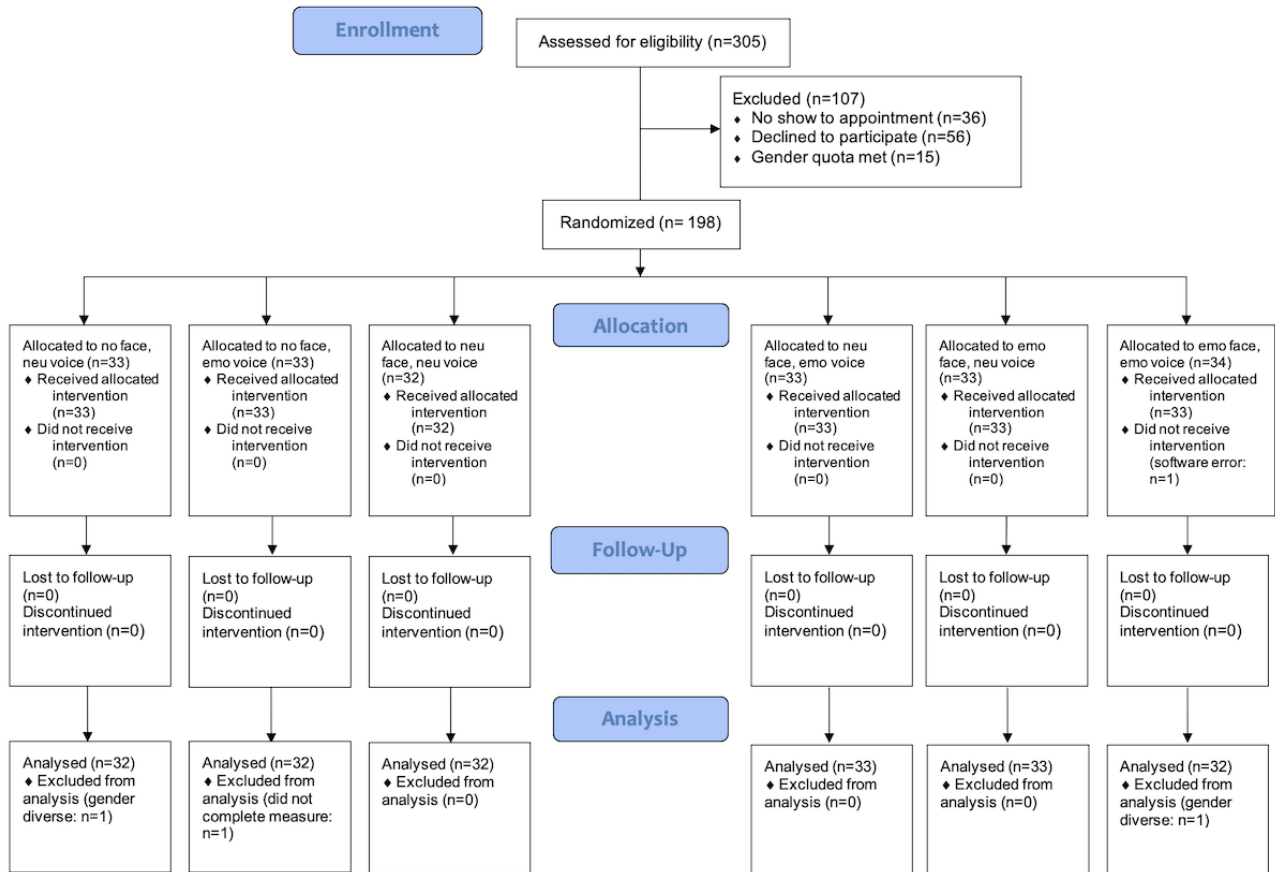 Enrollment
Assessed for eligibility (n=305)
Excluded (n=107)
♦ No show to appointment (n=36)
♦ Declined to participate (n=56)
♦ Gender quota met (n=15)
Randomized (n= 198)
Allocation
Allocated to no face,
neu voice (n=33)
♦ Received allocated
intervention
(n=33)
♦ Did not receive
intervention
(n=0)
Allocated to no face,
emo voice (n=33)
♦ Received allocated
intervention
(n=33)
♦ Did not receive
intervention
(n=0)
Allocated to neu
face, neu voice
(n=32)
♦ Received allocated
intervention
(n=32)
♦ Did not receive
intervention
(n=0)
Allocated to neu
face, emo voice
(n=33)
♦ Received allocated
intervention
(n=33)
♦ Did not receive
intervention
(n=0)
Allocated to emo
face, neu voice
(n=33)
♦ Received allocated
intervention
(n=33)
♦ Did not receive
intervention
(n=0)
Allocated to emo face,
emo voice (n=34)
♦ Received allocated
intervention
(n=33)
♦ Did not receive
intervention
(software error:
n=1)
Follow-Up
Lost to follow-up
(n=0)
Discontinued
intervention (n=0)
Lost to follow-up
(n=0)
Discontinued
intervention (n=0)
Lost to follow-up
(n=0)
Discontinued
intervention (n=0)
Lost to follow-up
(n=0)
Discontinued
intervention (n=0)
Lost to follow-up
(n=0)
Discontinued
intervention (n=0)
Lost to follow-up
(n=0)
Discontinued
intervention (n=0)
Analysis
Analysed (n=32)
♦ Excluded from
analysis (gender
diverse: n=1)
Analysed (n=32)
♦ Excluded from
analysis (did not
complete measure:
n=1)
Analysed (n=32)
♦ Excluded from
analysis (n=0)
Analysed (n=33)
♦ Excluded from
analysis (n=0)
Analysed (n=33)
♦ Excluded from
analysis (n=0)
Analysed (n=32)
♦ Excluded from
analysis (gender
diverse: n=1)